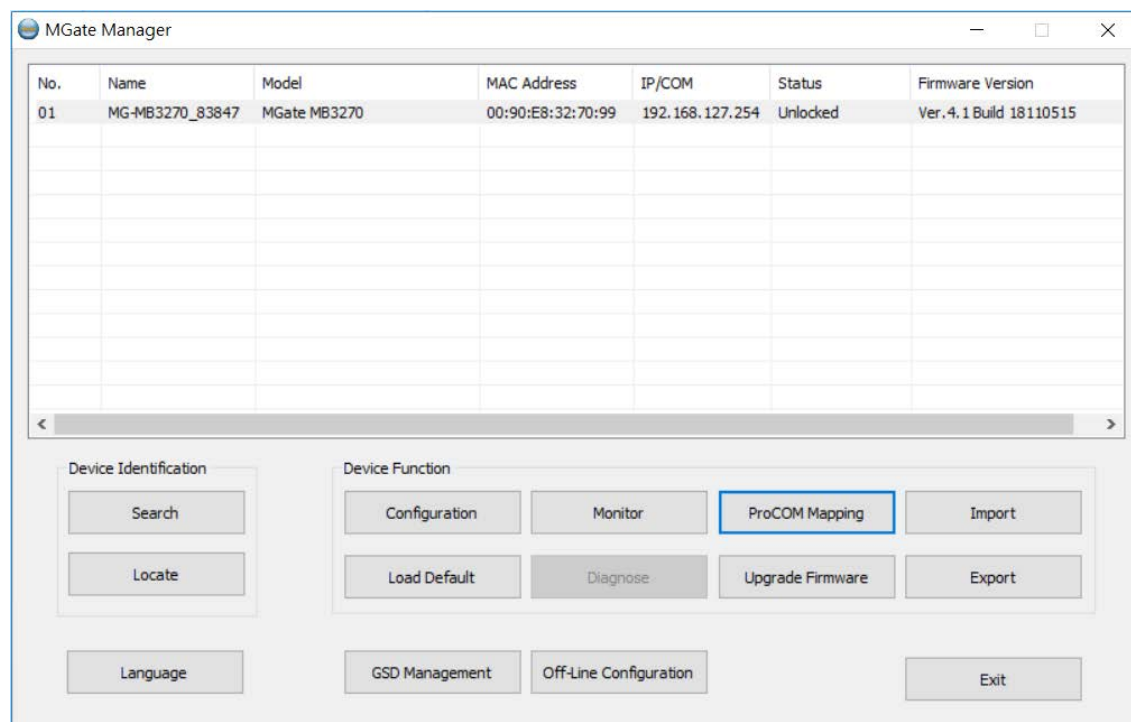 MGate Manager
No. Name Model MAC Address IP/COM Status Firmware Version
01 MG-MB3270_83847 MGate MB3270 00:90:E8:32:70:99 192.168.127.254 Unlocked Ver.4.1 Build 18110515
Device Identification Device Function
Search Configuration Monitor ProCOM Mapping Import
Locate Load Default Diagnose Upgrade Firmware Export
Language GSD Management Off-Line Configuration Exit